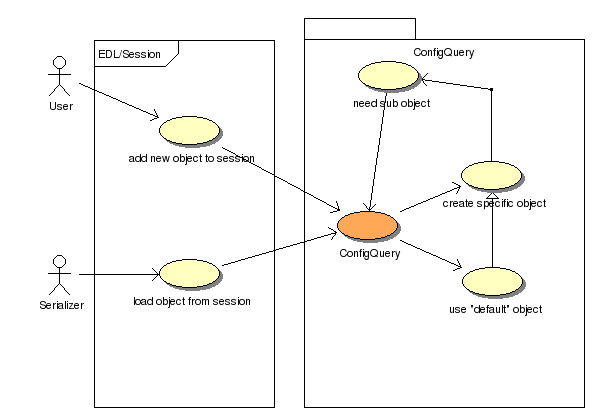 EDL/Session
ConfigQuery
User
need sub object
add new object to session
create specific object
ConfigQuery
Serializer
load object from session
use "default" object